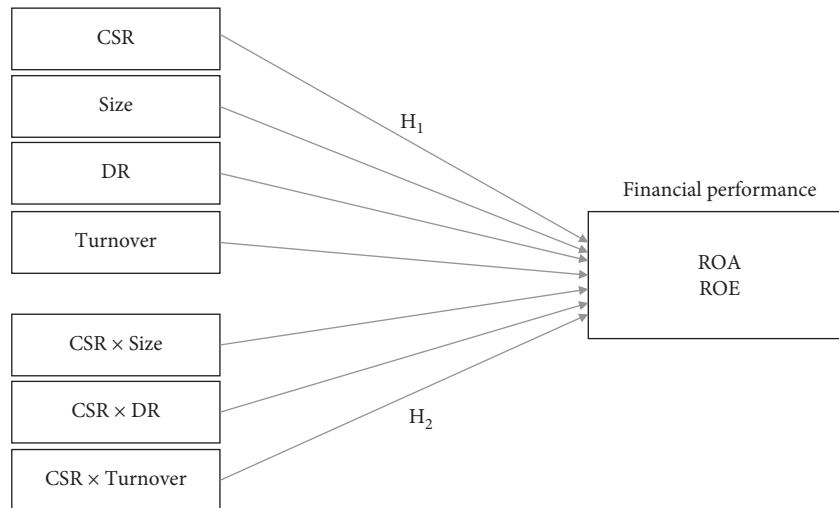 CSR
Size
H₁
DR
Financial performance
Turnover
ROA
ROE
CSR × Size
CSR × DR
H₂
CSR × Turnover